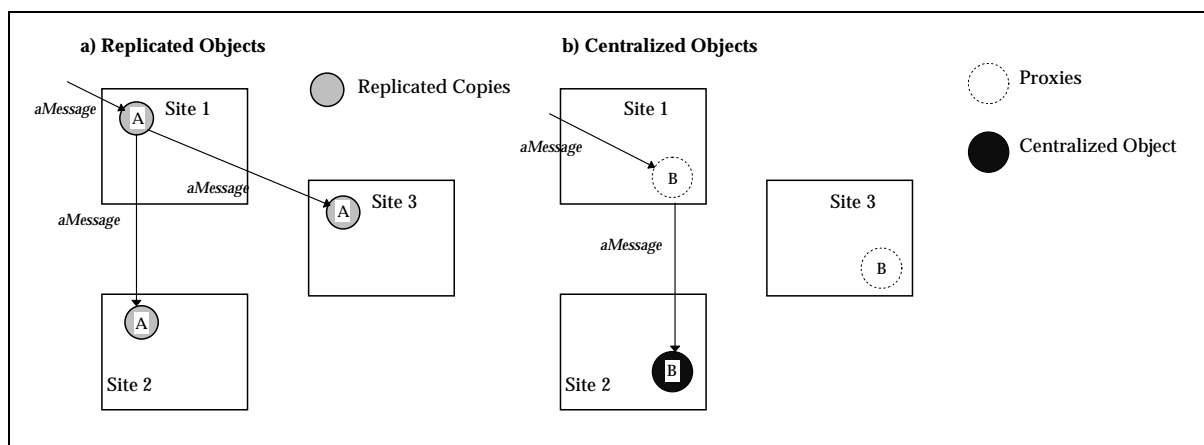 a) Replicated Objects
Replicated Copies
aMessage
A
Site 1
aMessage
A
Site 3
aMessage
A
Site 2
b) Centralized Objects
Proxies
Centralized Object
Site 1
aMessage
B
Site 3
B
aMessage
B
Site 2